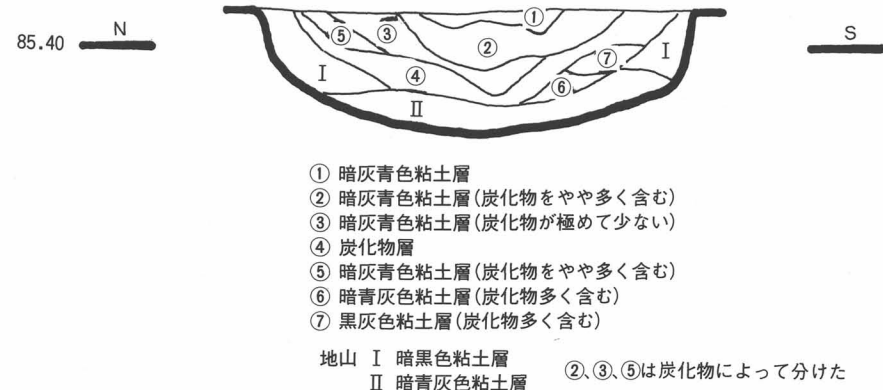 85.40 N S
①
②
③
⑤
④
⑦
⑥
Ⅰ Ⅰ
Ⅱ
① 暗灰青色粘土層
② 暗灰青色粘土層(炭化物をやや多く含む)
③ 暗灰青色粘土層(炭化物が極めて少ない)
④ 炭化物層
⑤ 暗灰青色粘土層(炭化物をやや多く含む)
⑥ 暗青灰色粘土層(炭化物多く含む)
⑦ 黒灰色粘土層(炭化物多く含む)
地山 Ⅰ 暗黒色粘土層
Ⅱ 暗青灰色粘土層
②、③、⑤は炭化物によって分けた